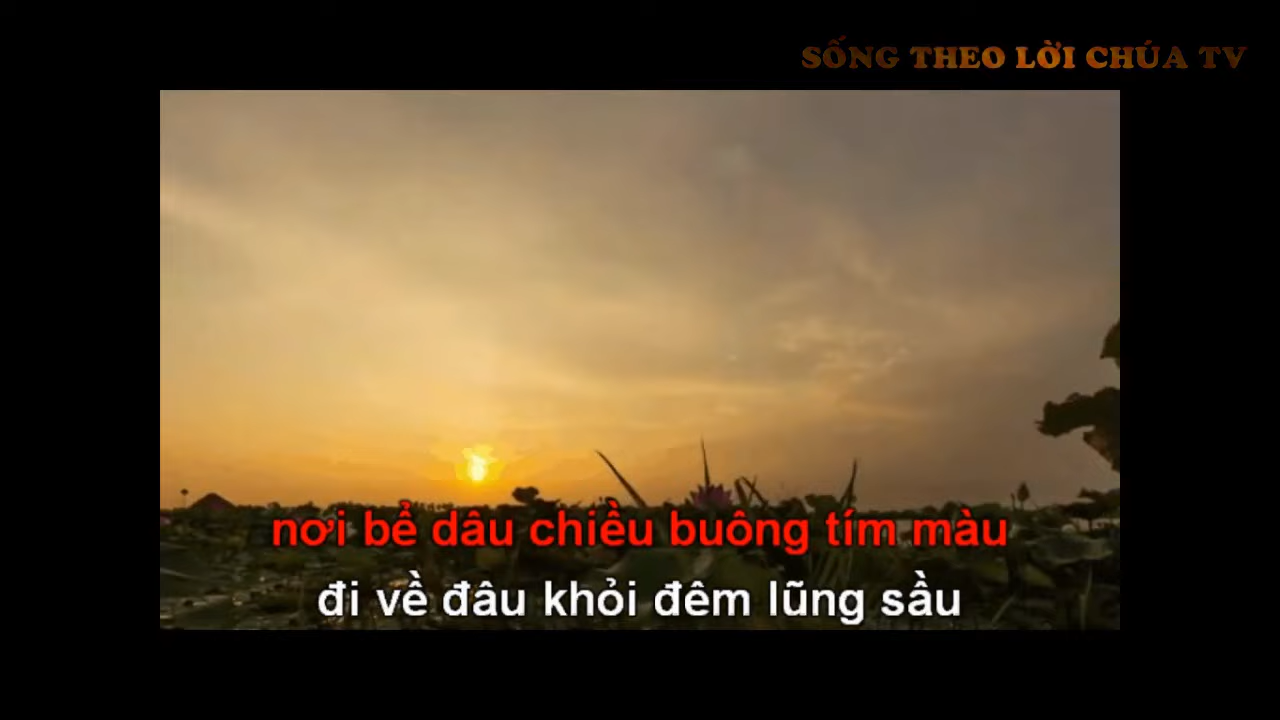 SỐNG THEO LỜI CHÚA TV
nơi bể dâu chiều buông tím màu
đi về đâu khỏi đêm lũng sầu